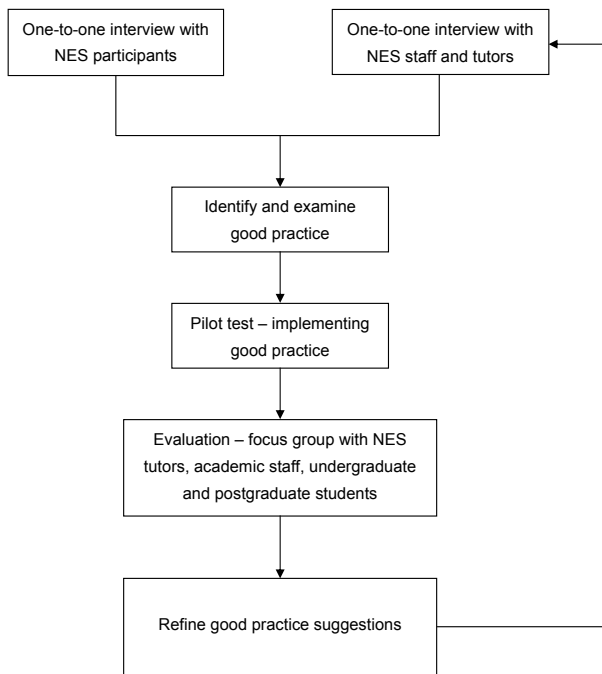 One-to-one interview with
NES participants
One-to-one interview with
NES staff and tutors
Identify and examine
good practice
Pilot test – implementing
good practice
Evaluation – focus group with NES
tutors, academic staff, undergraduate
and postgraduate students
Refine good practice suggestions